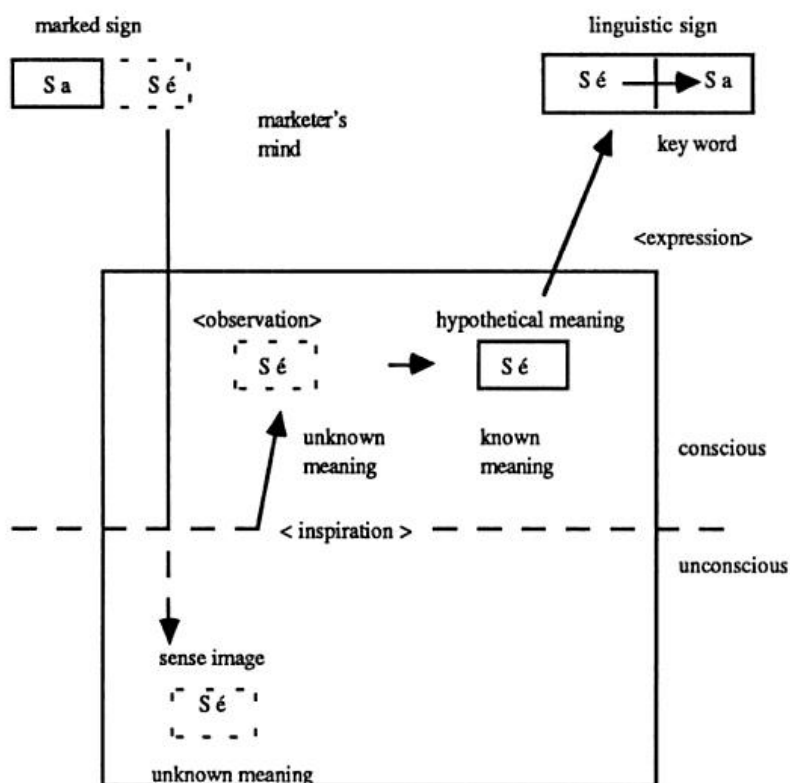 marked sign
linguistic sign
S a
S é
S é
S a
marketer's
mind
key word
<expression>
<observation>
hypothetical meaning
S é
S é
unknown
meaning
known
meaning
conscious
< inspiration >
unconscious
sense image
S é
unknown meaning